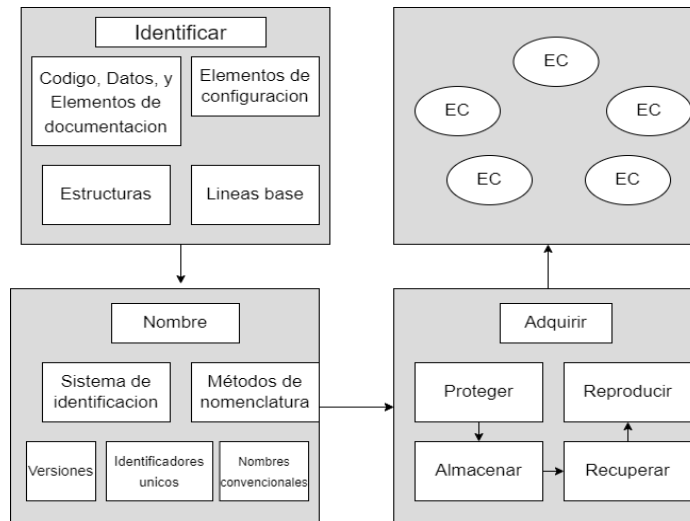 Identificar
Codigo, Datos, y
Elementos de
documentacion
Elementos de
configuracion
Estructuras
Lineas base
EC
EC
EC
EC
EC
Nombre
Sistema de
identificacion
Métodos de
nomenclatura
Versiones
Identificadores
unicos
Nombres
convencionales
Adquirir
Proteger
Reproducir
Almacenar
Recuperar